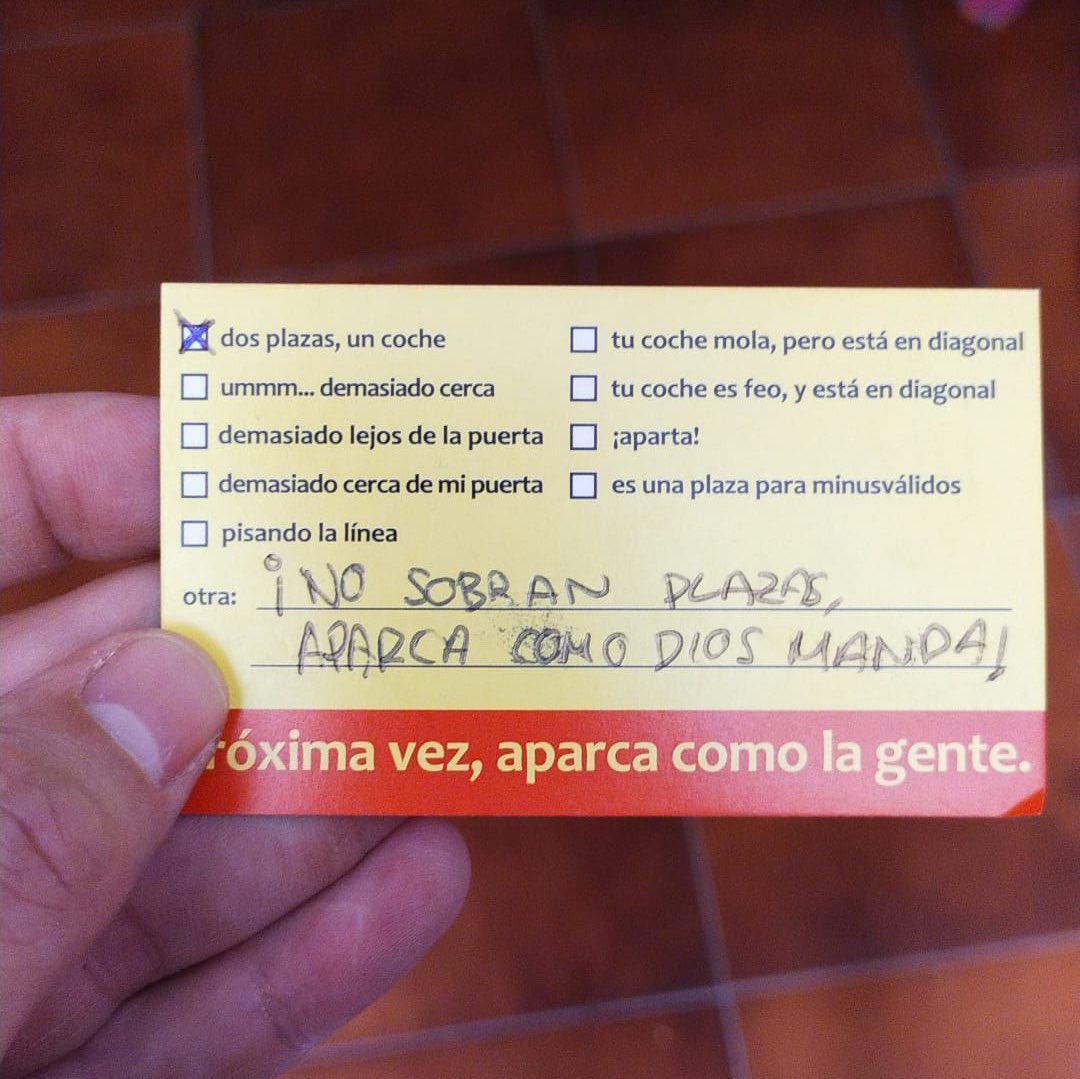 dos plazas, un coche
ummm... demasiado cerca
demasiado lejos de la puerta
demasiado cerca de mi puerta
pisando la línea
tu coche mola, pero está en diagonal
tu coche es feo, y está en diagonal
¡aparta!
es una plaza para minusválidos
otra: ¡NO SOBRAN PLAZAS,
APARCA COMO DIOS MANDA!
vez, aparca como la gente.